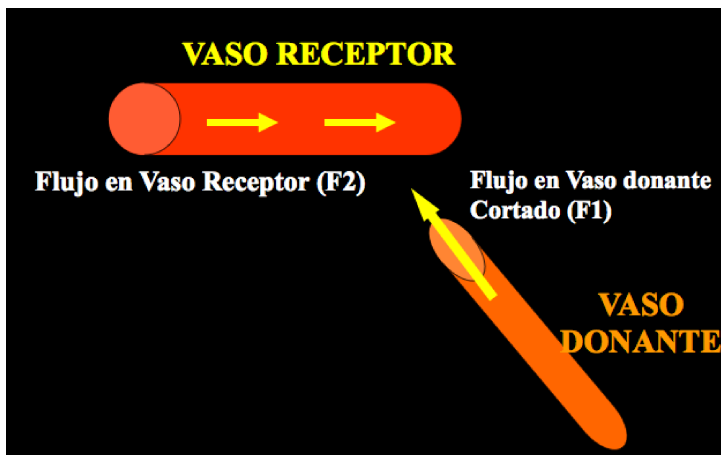 VASO RECEPTOR
Flujo en Vaso Receptor (F2)
Flujo en Vaso donante
Cortado (F1)
VASO
DONANTE